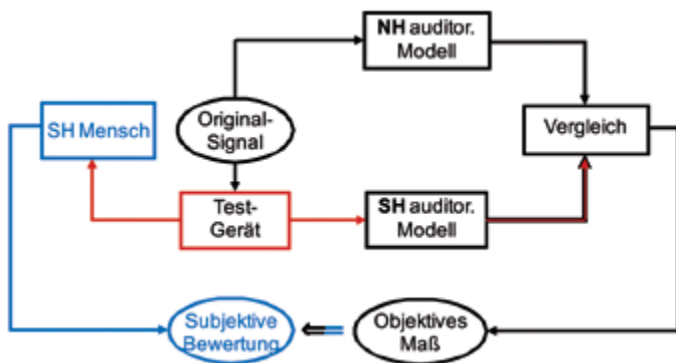 NH auditor.
Modell
SH Mensch
Original-
Signal
Vergleich
Test-
Gerät
SH auditor.
Modell
Subjektive
Bewertung
Objektives
Maß